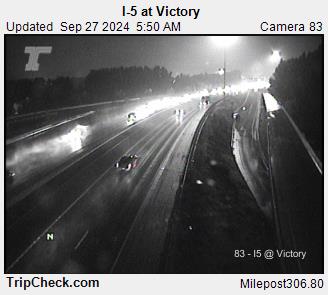 I-5 at Victory
Updated Sep 27 2024 5:50 AM Camera 83
T
N
83 - I5 @ Victory
TripCheck.com Milepost306.80